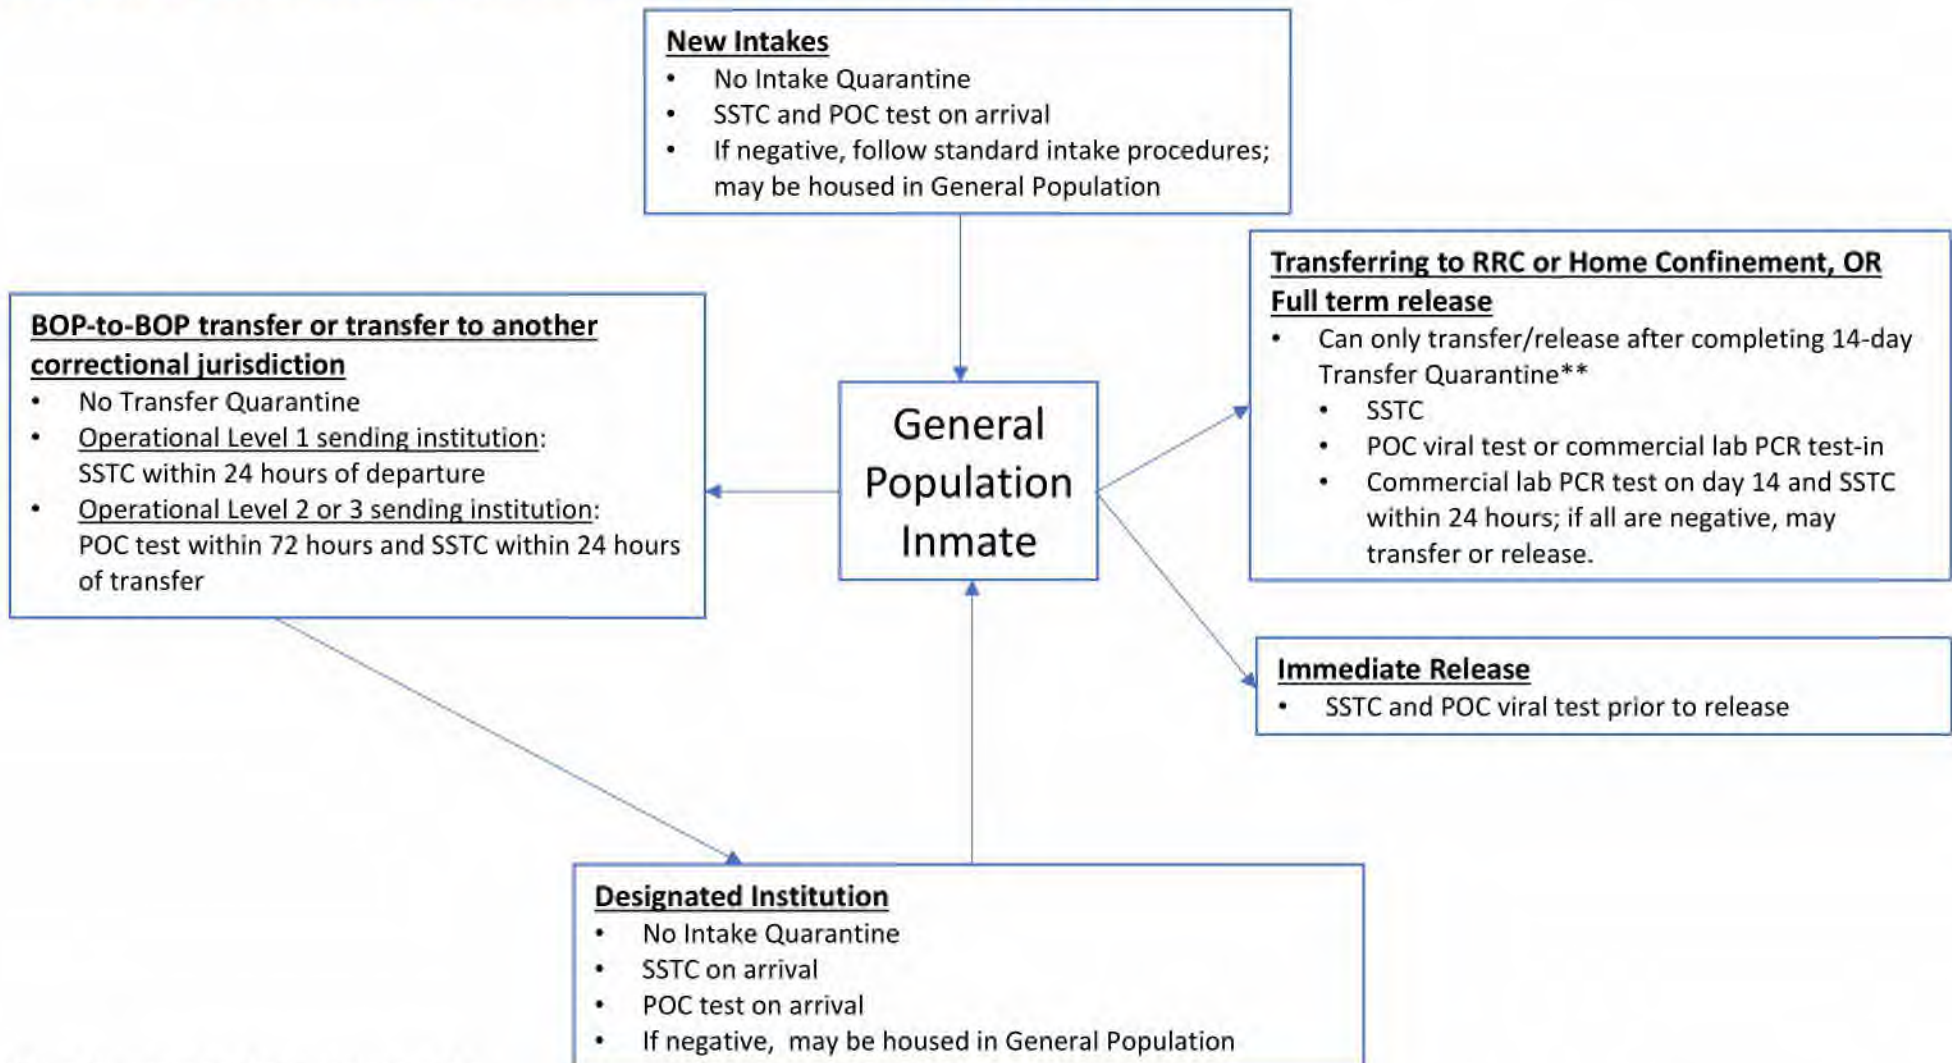 New Intakes
• No Intake Quarantine
• SSTC and POC test on arrival
• If negative, follow standard intake procedures;
may be housed in General Population
BOP-to-BOP transfer or transfer to another
correctional jurisdiction
• No Transfer Quarantine
• Operational Level 1 sending institution:
SSTC within 24 hours of departure
• Operational Level 2 or 3 sending institution:
POC test within 72 hours and SSTC within 24 hours
of transfer
General
Population
Inmate
Transferring to RRC or Home Confinement, OR
Full term release
• Can only transfer/release after completing 14-day
Transfer Quarantine**
• SSTC
• POC viral test or commercial lab PCR test-in
• Commercial lab PCR test on day 14 and SSTC
within 24 hours; if all are negative, may
transfer or release.
Immediate Release
• SSTC and POC viral test prior to release
Designated Institution
• No Intake Quarantine
• SSTC on arrival
• POC test on arrival
• If negative, may be housed in General Population